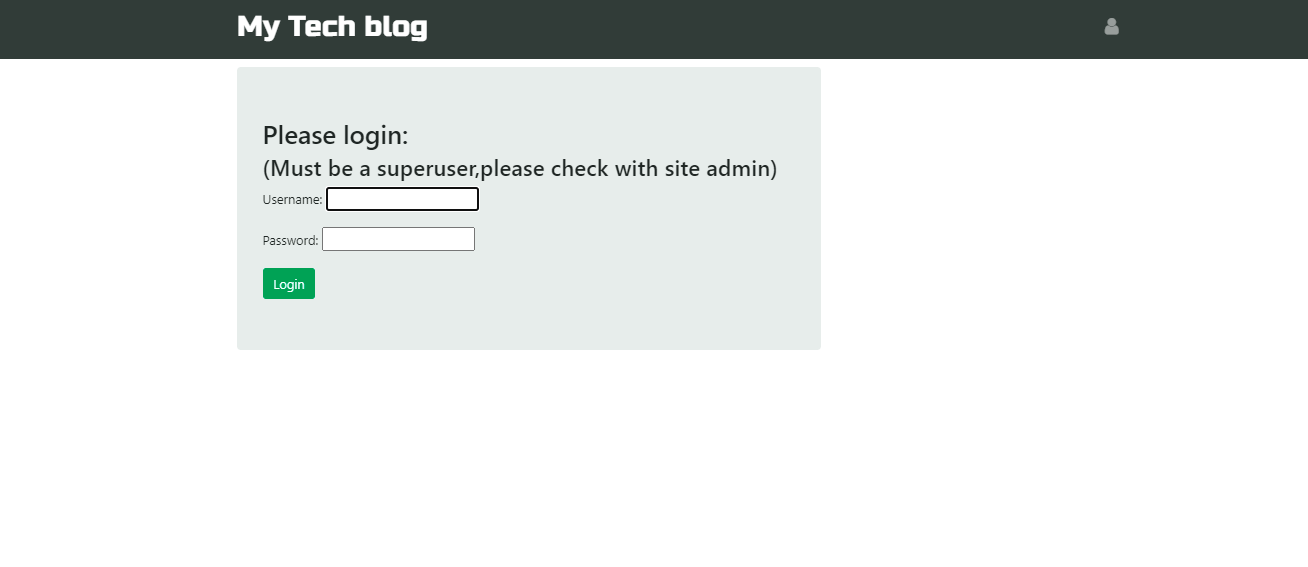 My Tech blog
Please login:
(Must be a superuser,please check with site admin)
Username:
Password:
Login